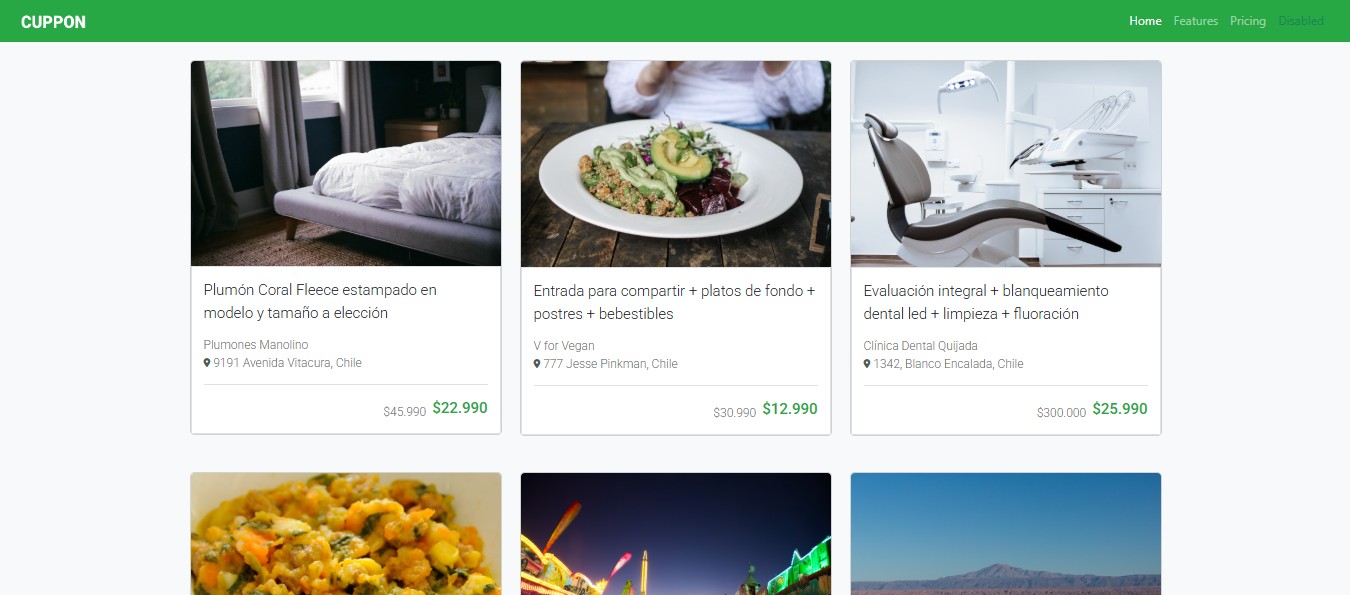 CUPPON
Home Features Pricing Disabled
Plumón Coral Fleece estampado en
modelo y tamaño a elección
Plumones Manolino
9191 Avenida Vitacura, Chile
$45.990 $22.990
Entrada para compartir + platos de fondo +
postres + bebestibles
V for Vegan
777 Jesse Pinkman, Chile
$30.990 $12.990
Evaluación integral + blanqueamiento
dental led + limpieza + fluoración
Clínica Dental Quijada
1342, Blanco Encalada, Chile
$300.000 $25.990